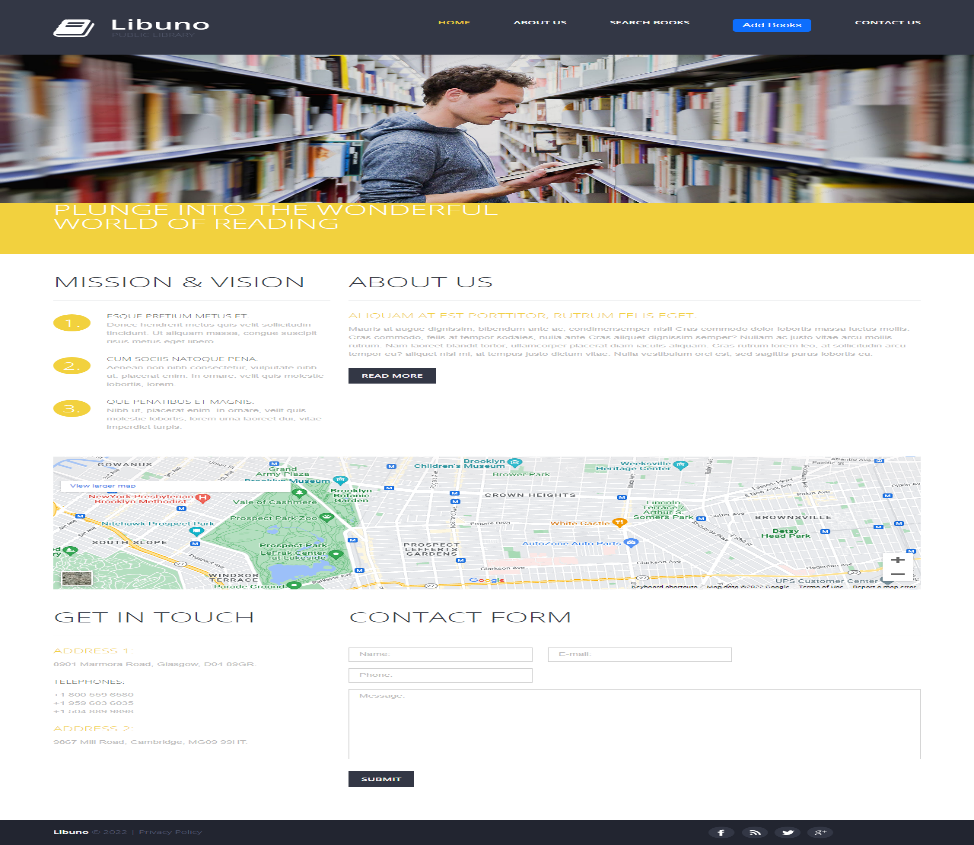 Libuno
PUBLIC LIBRARY
HOME
ABOUT US
SEARCH BOOKS
Add Books
CONTACT US
PLUNGE INTO THE WONDERFUL
WORLD OF READING
MISSION & VISION
1.
ESQUE PRETIUM METUS ET
Donec hendrerit metus quis velit sollicitudin
tincidunt. Ut aliquam massa, congue suscipit
risus metus eget libero.
2.
CUM SOCIIS NATOQUE PENA.
Aenean non nibh consectetur, vulputate nibh
ut, placerat enim. In ornare, velit quis molestie
lobortis, lorem.
3.
QUE PENATIBUS ET MAGNIS.
Nibh ut, placerat enim. In ornare, velit quis
molestie lobortis, lorem urna laoreet dui, vitae
imperdiet turpis.
ABOUT US
ALIQUAM AT EST PORTTITOR, RUTRUM FELIS EGET.
Mauris at augue dignissim, bibendum ante ac, condimensemper nisl! Cras commodo dolor lobortis massa luctus mollis.
Cras commodo, felis at tempor sodales, nulla ante Cras aliquet dignissim semper? Nullam ac justo vitae arcu mollis
rutrum. Nam laoreet blandit tortor, ullamcorper placerat dum iaculis aliquam. Cras rutrum lorem leo, at sollicitudin arcu
tempor eu? aliquet nisl mi, at tempus justo dictum vitae. Nulla vestibulum orci est, sed sagittis purus lobortis eu.
READ MORE
GOWANUS
View larger map
NewYork-Presbyterian
Brooklyn Methodist
Nitehawk Prospect Park
SOUTH SLOPE
WINDSOR
TERRACE
Grand
Army Plaza
Brooklyn Museum
Brooklyn
Botanic
Garden
Vale of Cashmere
Prospect Park Zoo
Prospect Park
LeFrak Center
at Lakeside
Parade Ground
Brooklyn
Children's Museum
Brower Park
CROWN HEIGHTS
PROSPECT
LEFFERTS
GARDENS
Empire Blvd
White Castle
AutoZone Auto Parts
Weeksville
Heritage Center
Lincoln
Terrace /
Arthur S.
Somers Park
BROWNSVILLE
Betsy
Head Park
Clarkson Ave
UPS Customer Center
Google
Keyboard shortcuts
Map data ©2022 Google
Terms of Use
Report a map error
GET IN TOUCH
ADDRESS 1:
8901 Marmora Road, Glasgow, D04 89GR.
TELEPHONES:
+1 959 603 6035
+1 504 889 9898
ADDRESS 2:
9867 Mill Road, Cambridge, MG09 99HT.
CONTACT FORM
Name:
E-mail:
Phone:
Message:
SUBMIT
Libuno © 2022 | Privacy Policy